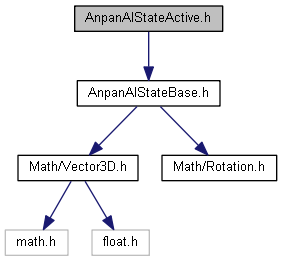 AnpanAIStateActive.h
AnpanAIStateBase.h
Math/Vector3D.h
Math/Rotation.h
math.h
float.h